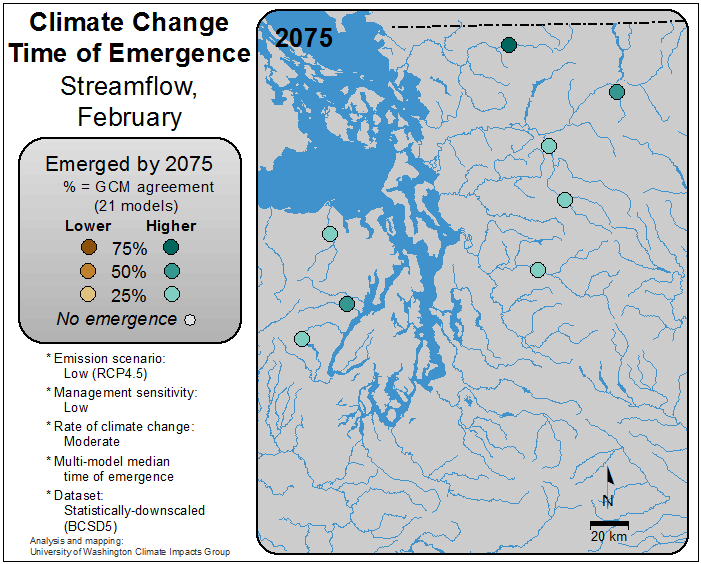 Climate Change
Time of Emergence
Streamflow,
February
Emerged by 2075
% = GCM agreement
(21 models)
Lower Higher
75%
50%
25%
No emergence
* Emission scenario:
Low (RCP4.5)
* Management sensitivity:
Low
* Rate of climate change:
Moderate
* Multi-model median
time of emergence
* Dataset:
Statistically-downscaled
(BCSD5)
Analysis and mapping:
University of Washington Climate Impacts Group
2075
N
20 km